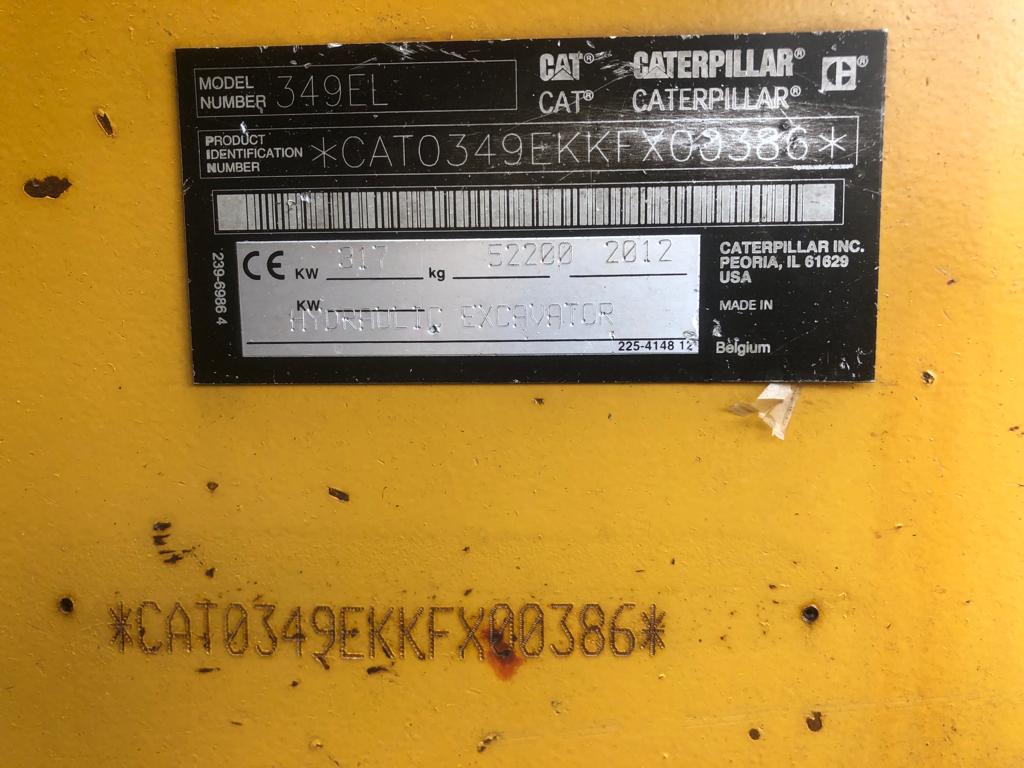 MODEL NUMBER 349EL
CAT® CATERPILLAR®
CAT® CATERPILLAR®
PRODUCT IDENTIFICATION NUMBER *CAT0349EKKFX00386*
239-6986 4
CE KW 317 kg 52200 2012
KW
HYDRAULIC EXCAVATOR
225-4148 12
CATERPILLAR INC.
PEORIA, IL 61629
USA
MADE IN
Belgium
*CAT0349EKKFX00386*